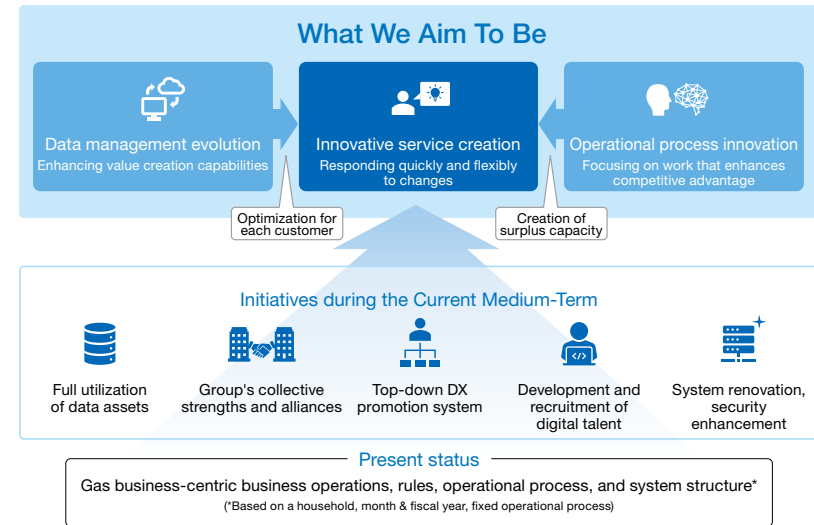 What We Aim To Be
Data management evolution
Enhancing value creation capabilities
Innovative service creation
Responding quickly and flexibly
to changes
Operational process innovation
Focusing on work that enhances
competitive advantage
Optimization for
each customer
Creation of
surplus capacity
Initiatives during the Current Medium-Term
Full utilization
of data assets
Group's collective
strengths and alliances
Top-down DX
promotion system
Development and
recruitment of
digital talent
System renovation,
security
enhancement
Present status
Gas business-centric business operations, rules, operational process, and system structure*
(*Based on a household, month & fiscal year, fixed operational process)